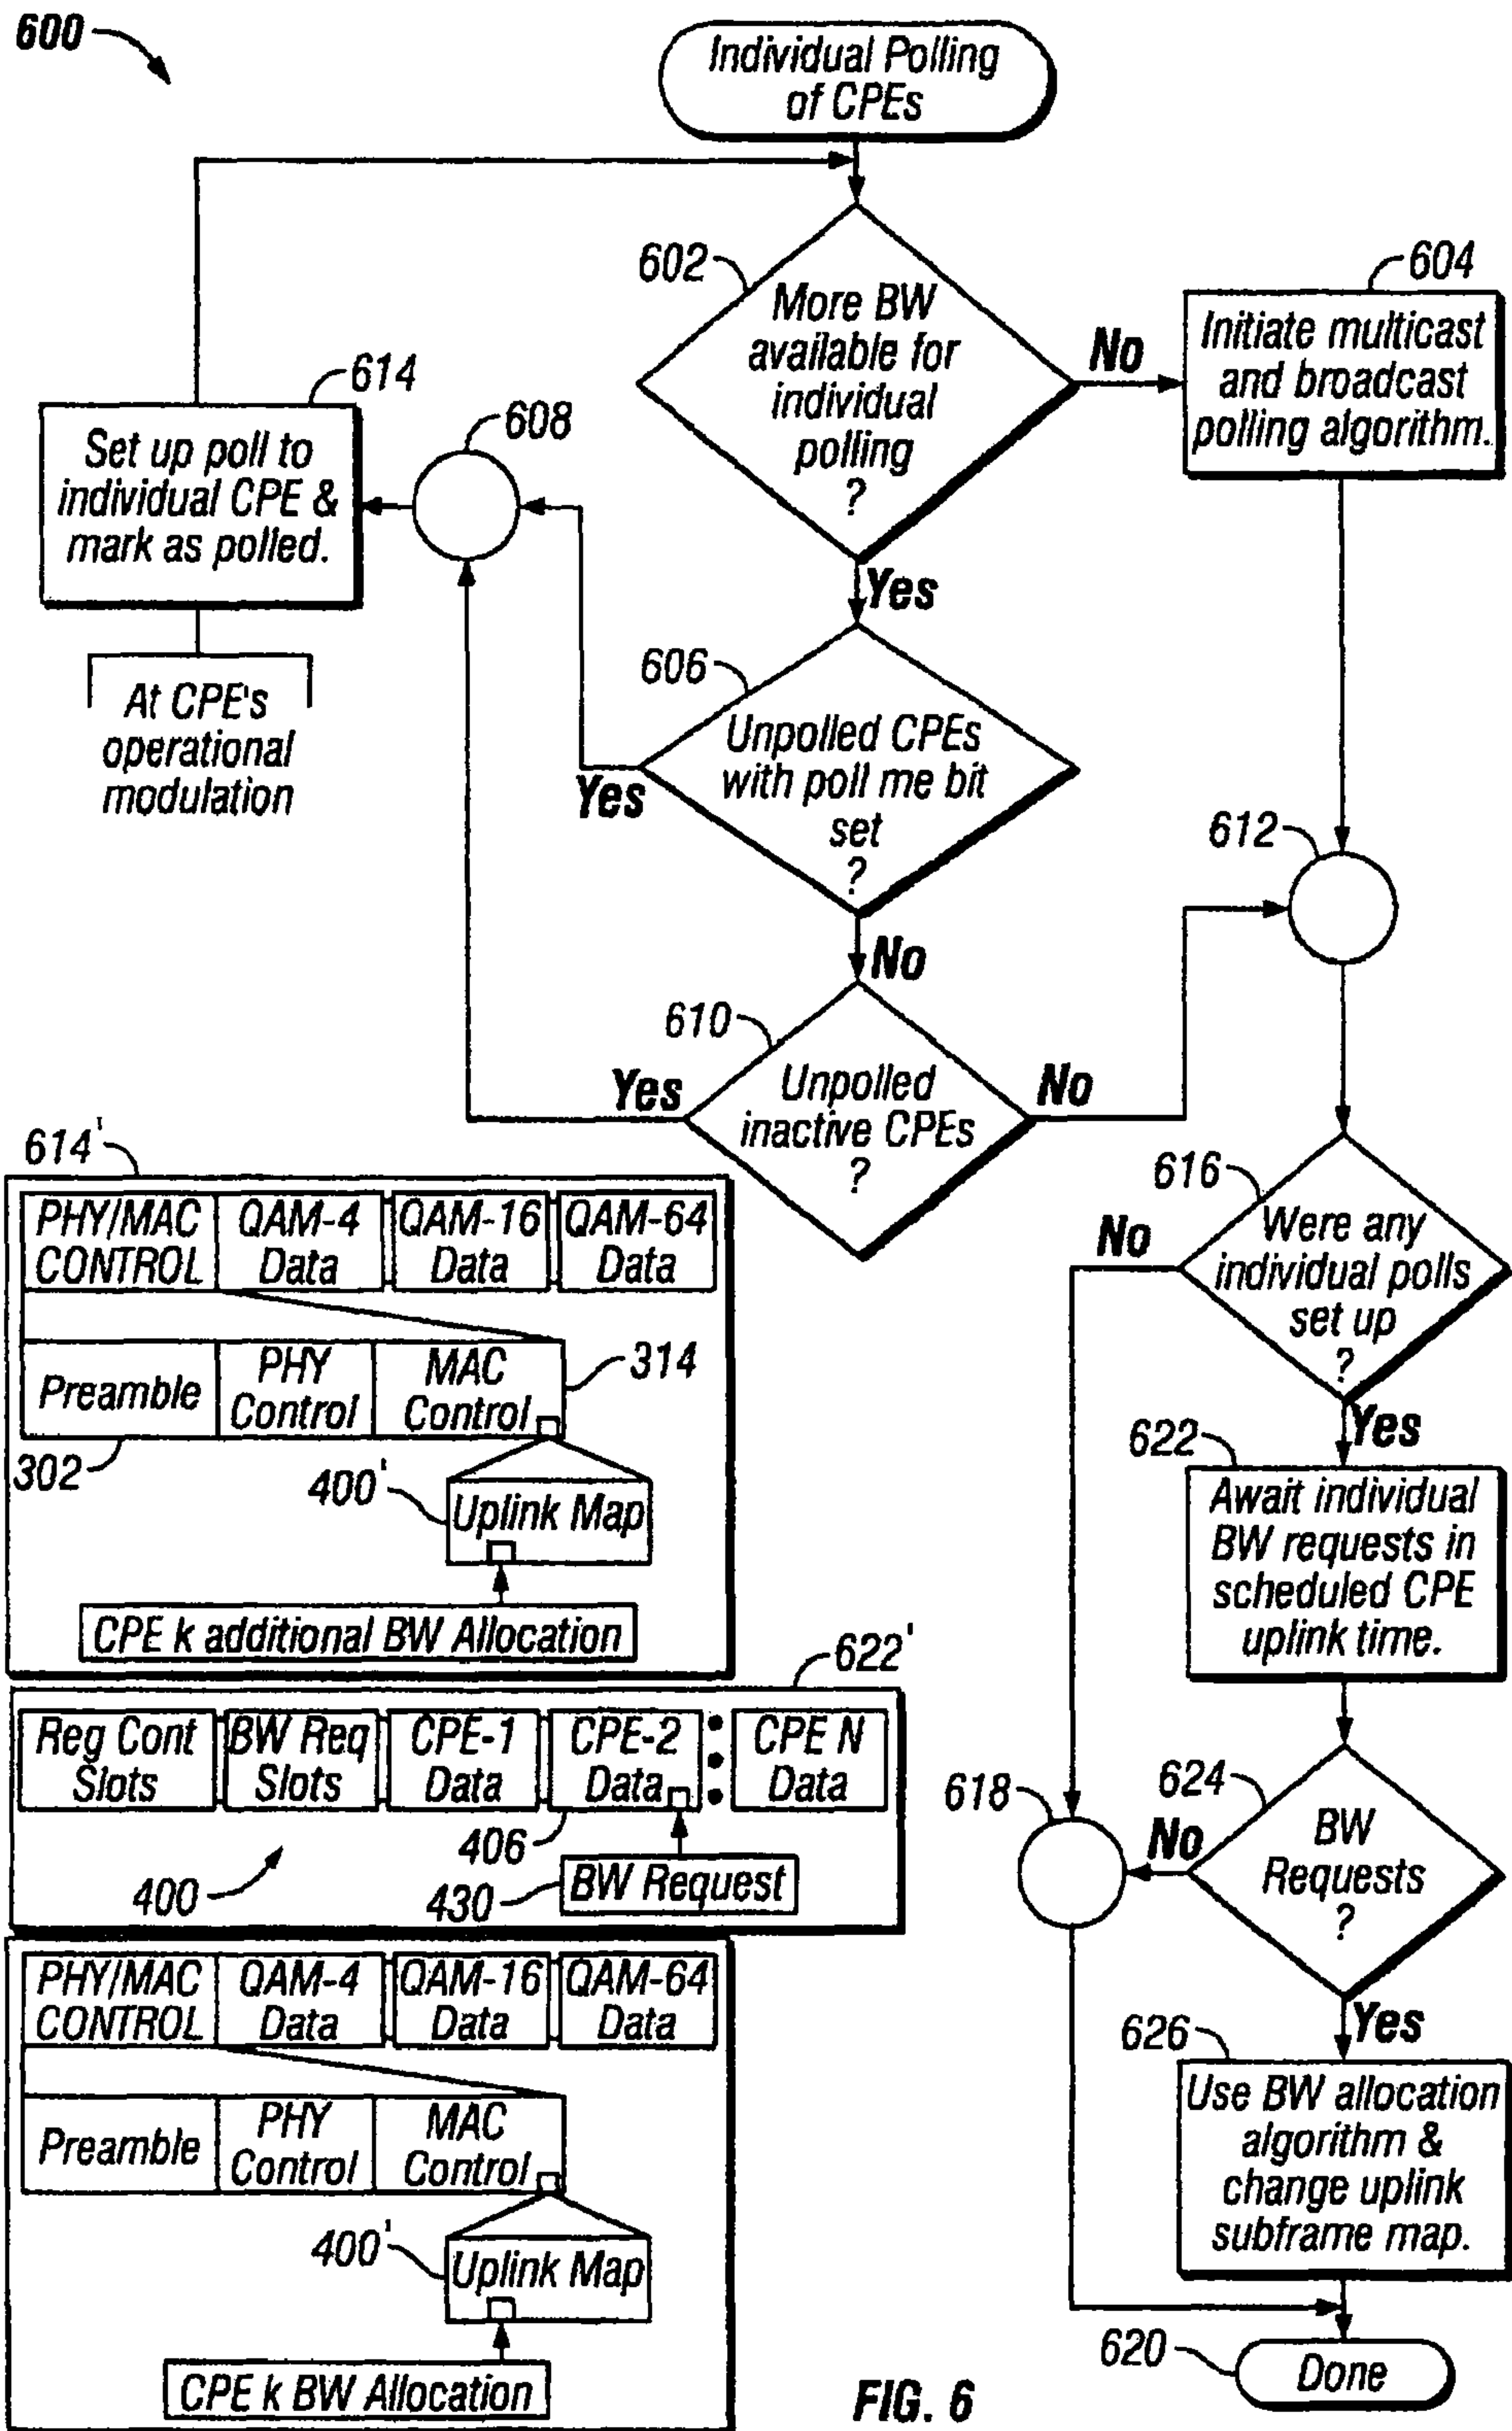 600
Individual Polling
of CPEs
602
More BW
available for
individual
polling
?
No
604
Initiate multicast
and broadcast
polling algorithm.
614
Set up poll to
individual CPE &
mark as polled.
608
Yes
At CPE's
operational
modulation
606
Unpolled CPEs
with poll me bit
set
?
Yes
612
No
610
Unpolled
inactive CPEs
?
Yes
No
614'
PHY/MAC
CONTROL
QAM-4
Data
QAM-16
Data
QAM-64
Data
Preamble
PHY
Control
MAC
Control
314
302
400'
Uplink Map
CPE k additional BW Allocation
616
Were any
individual polls
set up
?
No
Yes
622
Await individual
BW requests in
scheduled CPE
uplink time.
622'
Reg Cont
Slots
BW Req
Slots
CPE-1
Data
CPE-2
Data
CPE N
Data
406
400
430
BW Request
618
624
BW
Requests
?
No
Yes
PHY/MAC
CONTROL
QAM-4
Data
QAM-16
Data
QAM-64
Data
Preamble
PHY
Control
MAC
Control
400'
Uplink Map
CPE k BW Allocation
626
Use BW allocation
algorithm &
change uplink
subframe map.
620
Done
FIG. 6